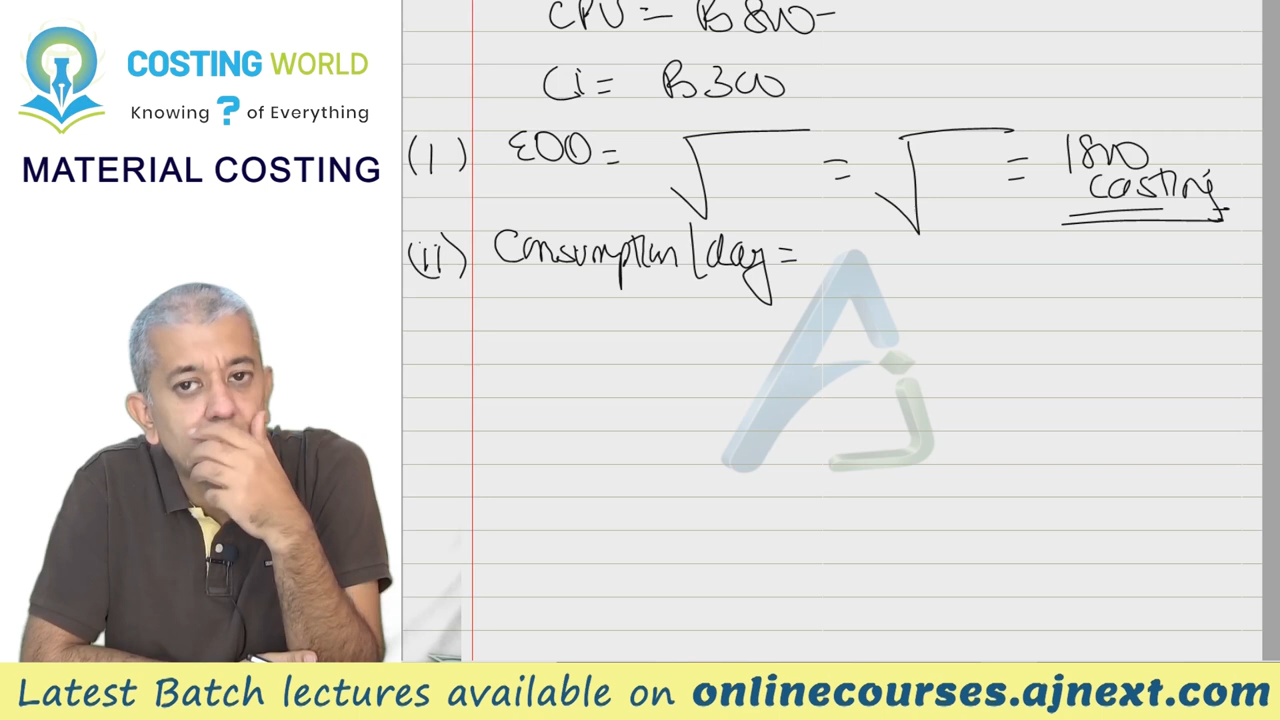 COSTING WORLD
Knowing ? of Everything
MATERIAL COSTING
CPU = ₨ 800
Ci = ₨ 300
(i) EOQ = √ = √ = 1800 casting
(ii) Consumption/day =
Latest Batch lectures available on onlinecourses.ajnext.com